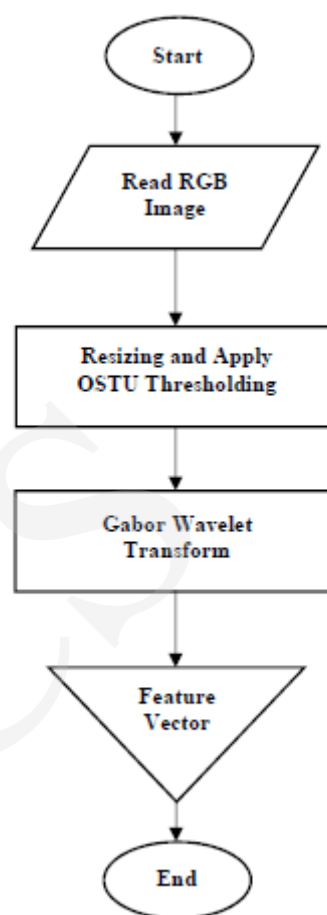 Start
Read RGB
Image
Resizing and Apply
OSTU Thresholding
Gabor Wavelet
Transform
Feature
Vector
End